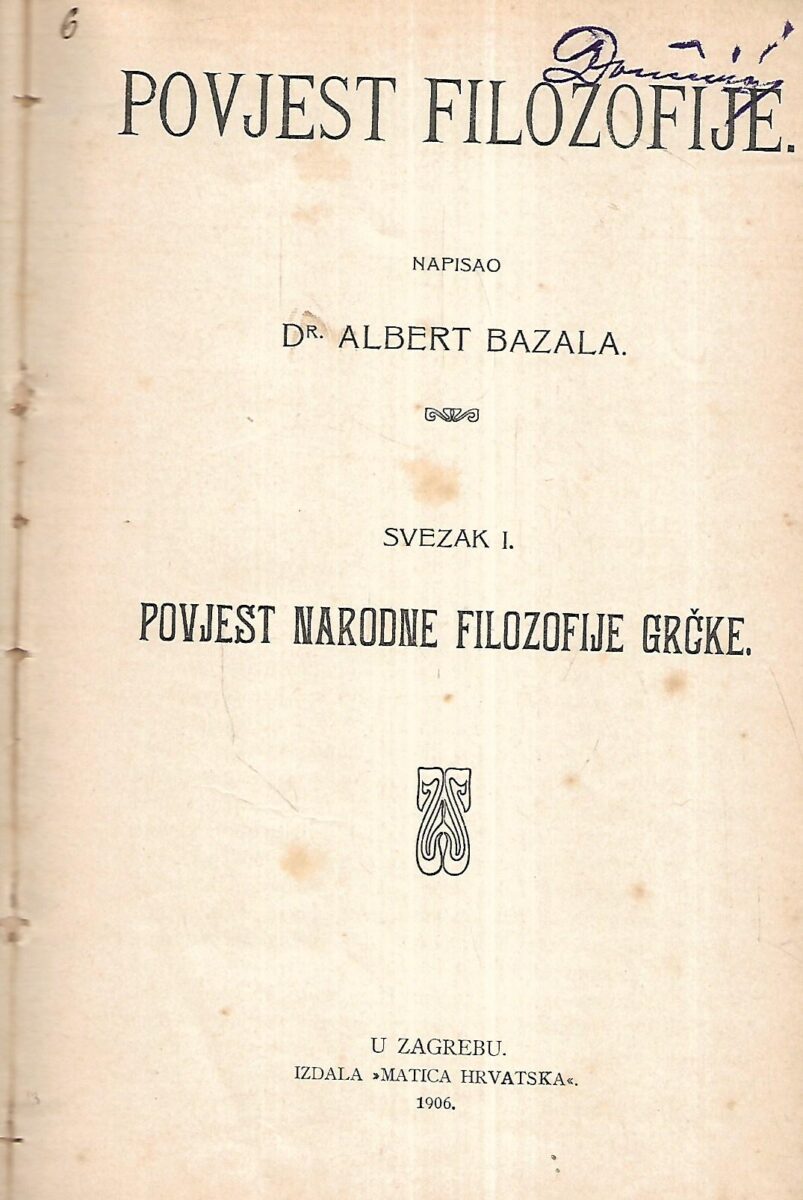 6
POVJEST FILOZOFIJE.
NAPISAO
DR. ALBERT BAZALA.
SVEZAK I.
POVJEST NARODNE FILOZOFIJE GRČKE.
U ZAGREBU.
IZDALA »MATICA HRVATSKA«.
1906.